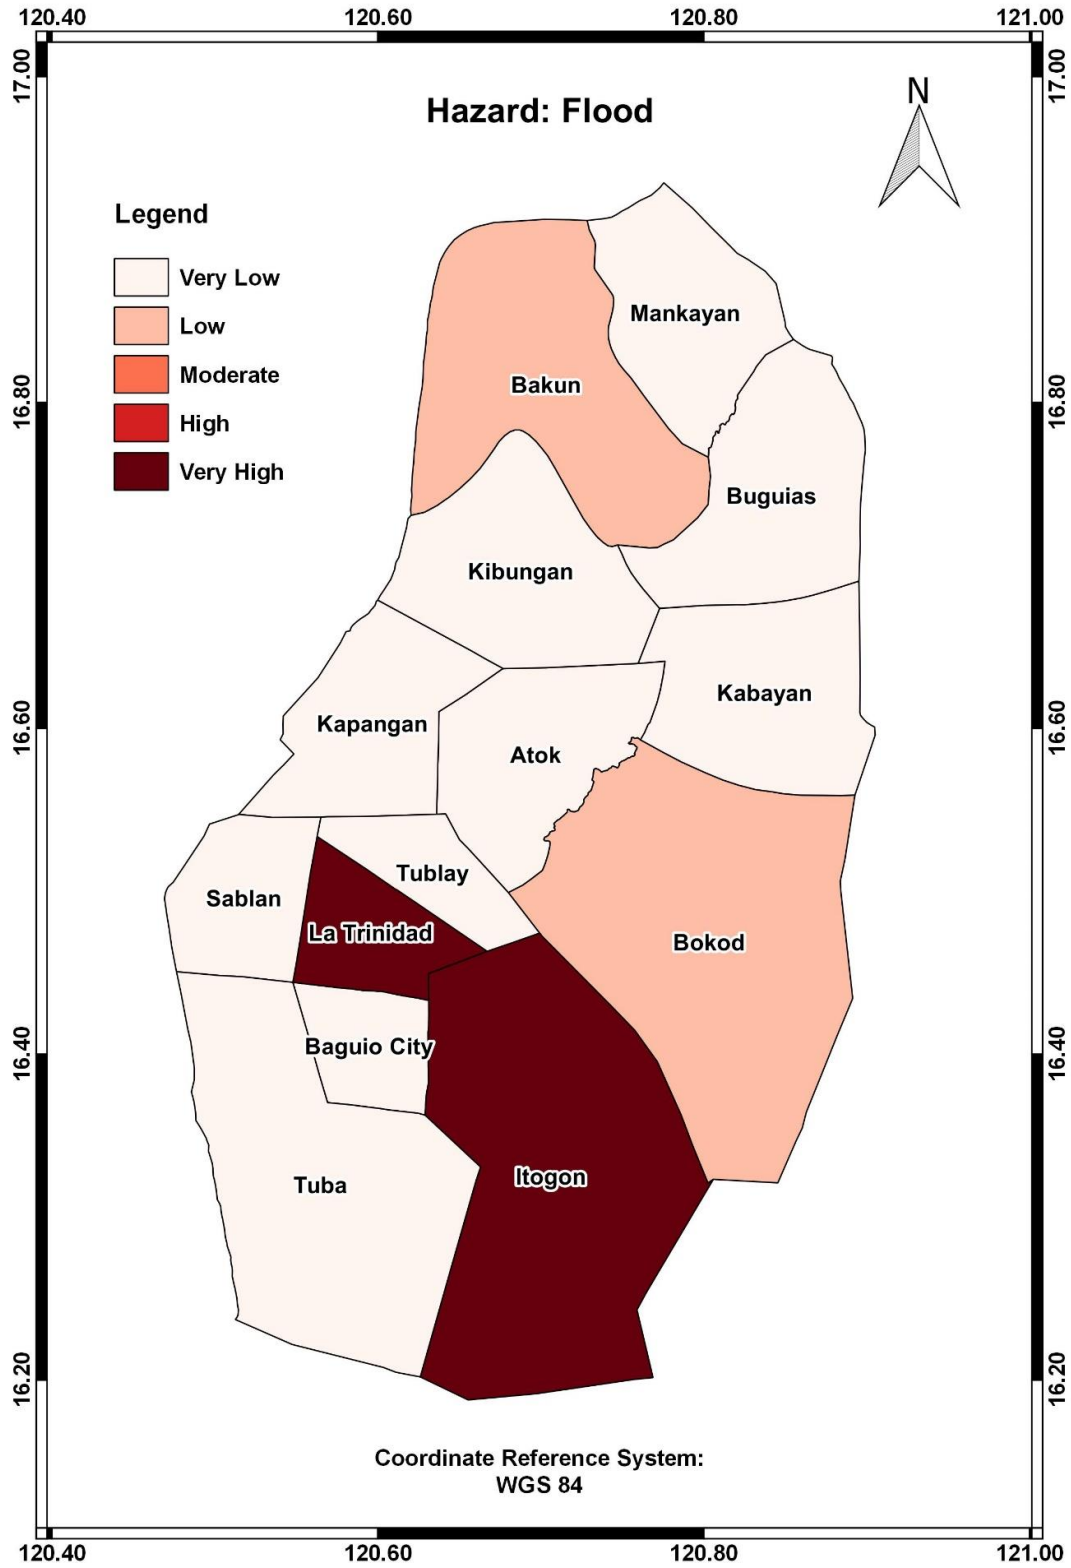 120.40 120.60 120.80 121.00
17.00 17.00
Hazard: Flood
N
Legend
Very Low
Low
Moderate
High
Very High
Mankayan
Bakun
16.80 16.80
Buguias
Kibungan
Kabayan
Kapangan
16.60 16.60
Atok
Tublay
Sablan
La Trinidad
Bokod
Baguio City
16.40 16.40
Itogon
Tuba
16.20 16.20
Coordinate Reference System:
WGS 84
120.40 120.60 120.80 121.00